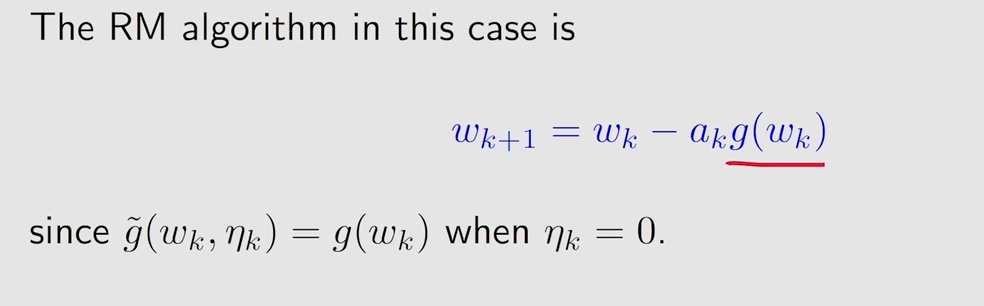 The RM algorithm in this case is
w_{k+1} = w_k − a_k g(w_k)
since g̃(w_k, η_k) = g(w_k) when η_k = 0.